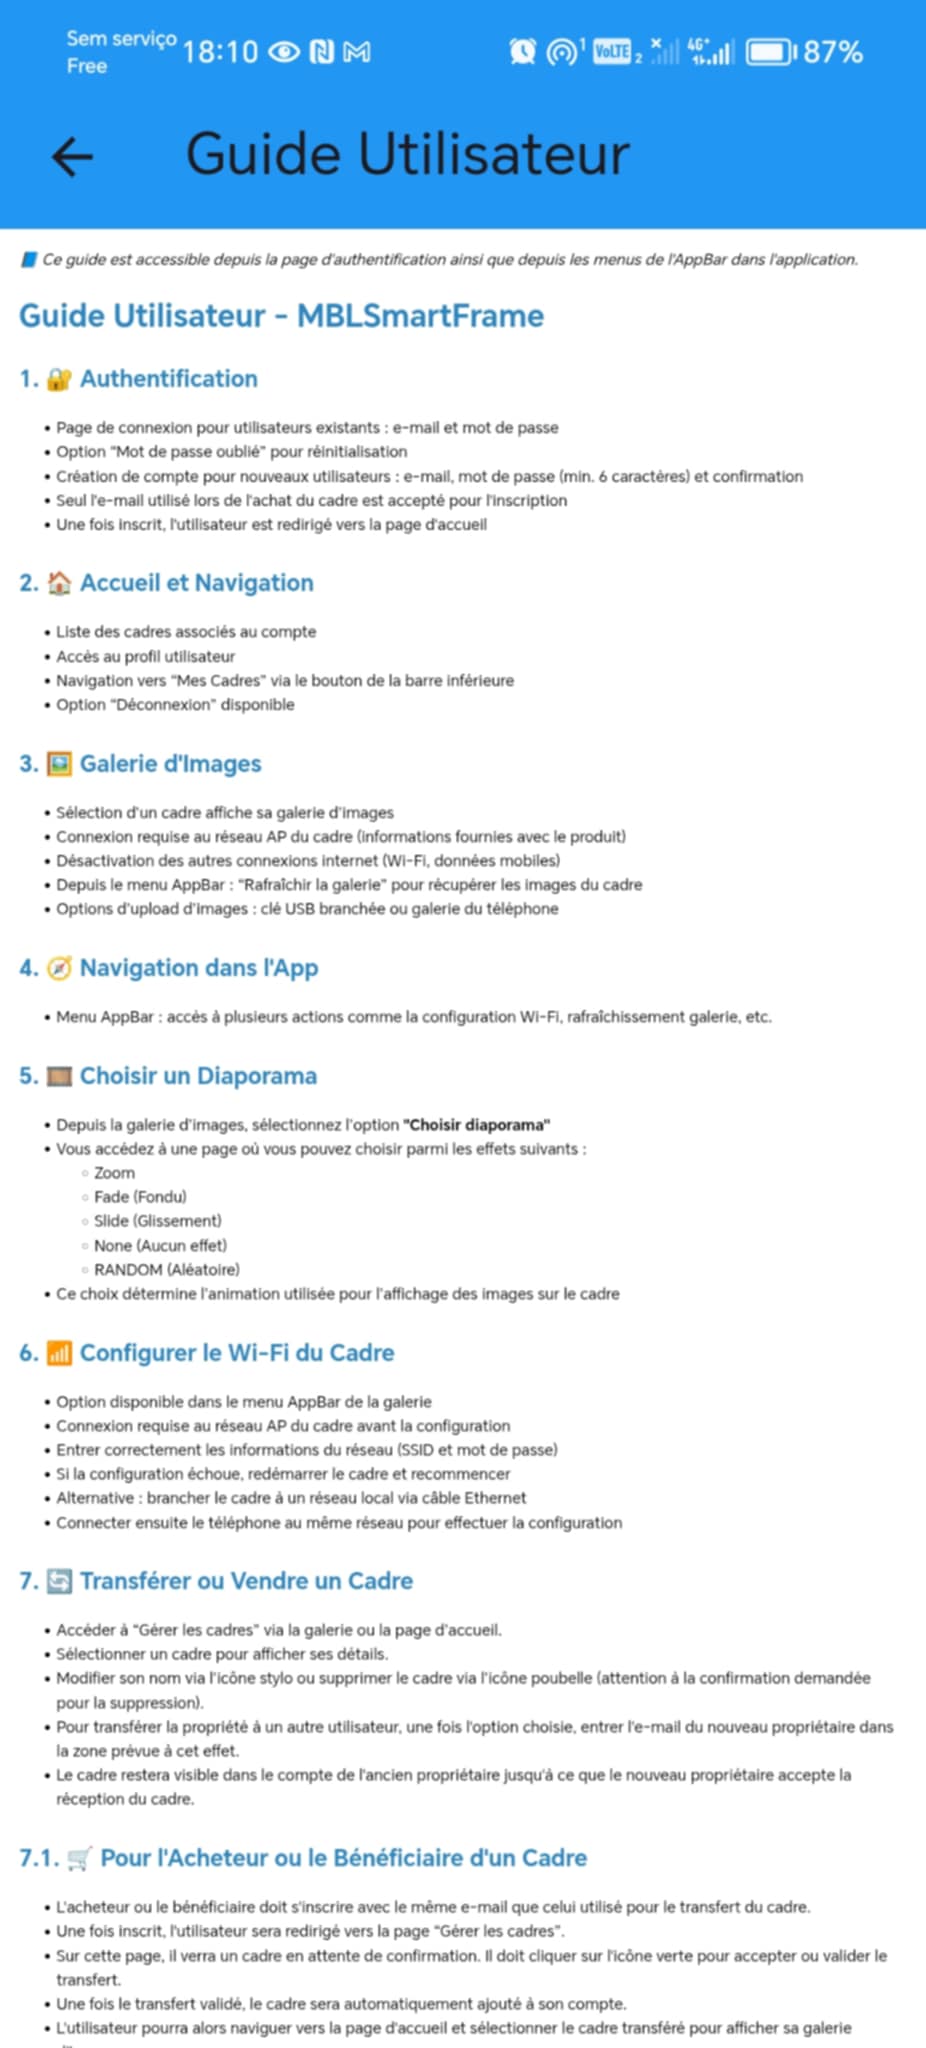 Sem serviço
Free
18:10
1
VoLTE 2
4G+
87%
Guide Utilisateur
Ce guide est accessible depuis la page d'authentification ainsi que depuis les menus de l'AppBar dans l'application.
Guide Utilisateur - MBLSmartFrame
1. 🔐 Authentification
• Page de connexion pour utilisateurs existants : e-mail et mot de passe
• Option "Mot de passe oublié" pour réinitialisation
• Création de compte pour nouveaux utilisateurs : e-mail, mot de passe (min. 6 caractères) et confirmation
• Seul l'e-mail utilisé lors de l'achat du cadre est accepté pour l'inscription
• Une fois inscrit, l'utilisateur est redirigé vers la page d'accueil
2. 🏠 Accueil et Navigation
• Liste des cadres associés au compte
• Accès au profil utilisateur
• Navigation vers "Mes Cadres" via le bouton de la barre inférieure
• Option "Déconnexion" disponible
3. 🖼️ Galerie d'Images
• Sélection d'un cadre affiche sa galerie d'images
• Connexion requise au réseau AP du cadre (informations fournies avec le produit)
• Désactivation des autres connexions internet (Wi-Fi, données mobiles)
• Depuis le menu AppBar : "Rafraîchir la galerie" pour récupérer les images du cadre
• Options d'upload d'images : clé USB branchée ou galerie du téléphone
4. 🧭 Navigation dans l'App
• Menu AppBar : accès à plusieurs actions comme la configuration Wi-Fi, rafraîchissement galerie, etc.
5. 🎞️ Choisir un Diaporama
• Depuis la galerie d'images, sélectionnez l'option "Choisir diaporama"
• Vous accédez à une page où vous pouvez choisir parmi les effets suivants :
◦ Zoom
◦ Fade (Fondu)
◦ Slide (Glissement)
◦ None (Aucun effet)
◦ RANDOM (Aléatoire)
• Ce choix détermine l'animation utilisée pour l'affichage des images sur le cadre
6. 📶 Configurer le Wi-Fi du Cadre
• Option disponible dans le menu AppBar de la galerie
• Connexion requise au réseau AP du cadre avant la configuration
• Entrer correctement les informations du réseau (SSID et mot de passe)
• Si la configuration échoue, redémarrer le cadre et recommencer
• Alternative : brancher le cadre à un réseau local via câble Ethernet
• Connecter ensuite le téléphone au même réseau pour effectuer la configuration
7. 🔄 Transférer ou Vendre un Cadre
• Accéder à "Gérer les cadres" via la galerie ou la page d'accueil.
• Sélectionner un cadre pour afficher ses détails.
• Modifier son nom via l'icône stylo ou supprimer le cadre via l'icône poubelle (attention à la confirmation demandée
pour la suppression).
• Pour transférer la propriété à un autre utilisateur, une fois l'option choisie, entrer l'e-mail du nouveau propriétaire dans
la zone prévue à cet effet.
• Le cadre restera visible dans le compte de l'ancien propriétaire jusqu'à ce que le nouveau propriétaire accepte la
réception du cadre.
7.1. 🛒 Pour l'Acheteur ou le Bénéficiaire d'un Cadre
• L'acheteur ou le bénéficiaire doit s'inscrire avec le même e-mail que celui utilisé pour le transfert du cadre.
• Une fois inscrit, l'utilisateur sera redirigé vers la page "Gérer les cadres".
• Sur cette page, il verra un cadre en attente de confirmation. Il doit cliquer sur l'icône verte pour accepter ou valider le
transfert.
• Une fois le transfert validé, le cadre sera automatiquement ajouté à son compte.
• L'utilisateur pourra alors naviguer vers la page d'accueil et sélectionner le cadre transféré pour afficher sa galerie